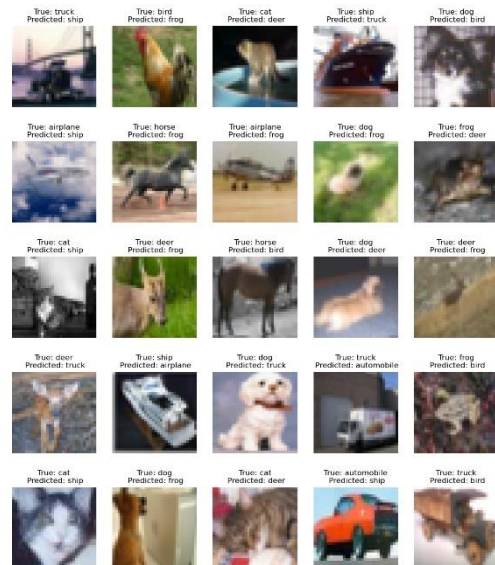 True: truck
Predicted: ship
True: bird
Predicted: frog
True: cat
Predicted: deer
True: ship
Predicted: truck
True: dog
Predicted: bird
True: airplane
Predicted: ship
True: horse
Predicted: frog
True: airplane
Predicted: frog
True: dog
Predicted: frog
True: frog
Predicted: deer
True: cat
Predicted: ship
True: deer
Predicted: frog
True: horse
Predicted: bird
True: dog
Predicted: deer
True: deer
Predicted: frog
True: deer
Predicted: truck
True: ship
Predicted: airplane
True: dog
Predicted: truck
True: truck
Predicted: automobile
True: frog
Predicted: bird
True: cat
Predicted: ship
True: dog
Predicted: frog
True: cat
Predicted: deer
True: automobile
Predicted: ship
True: truck
Predicted: bird